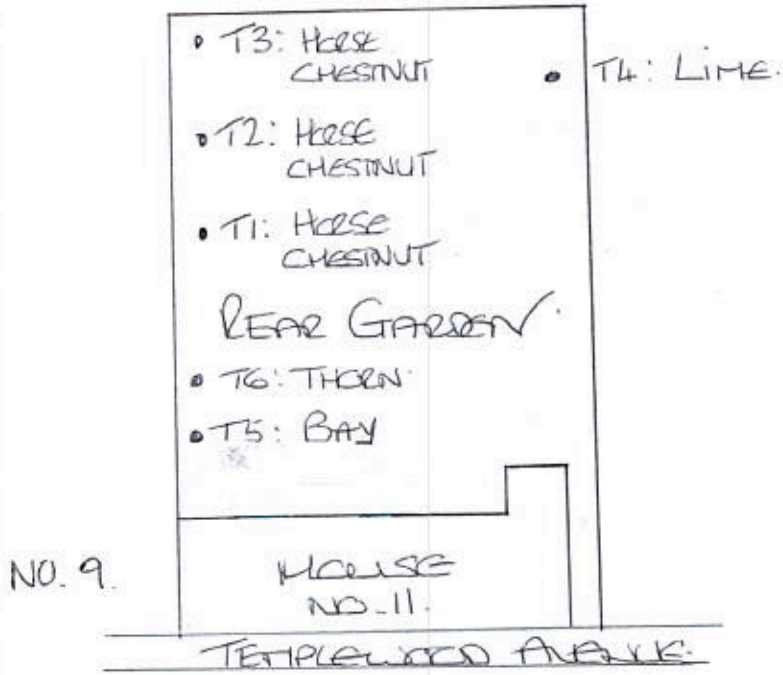 T3: HORSE
CHESTNUT
T4: LIME.
T2: HORSE
CHESTNUT
T1: HORSE
CHESTNUT
REAR GARDEN.
T6: THORN
T5: BAY
NO. 9.
HOUSE
NO. 11.
TEMPLEWOOD AVENUE.